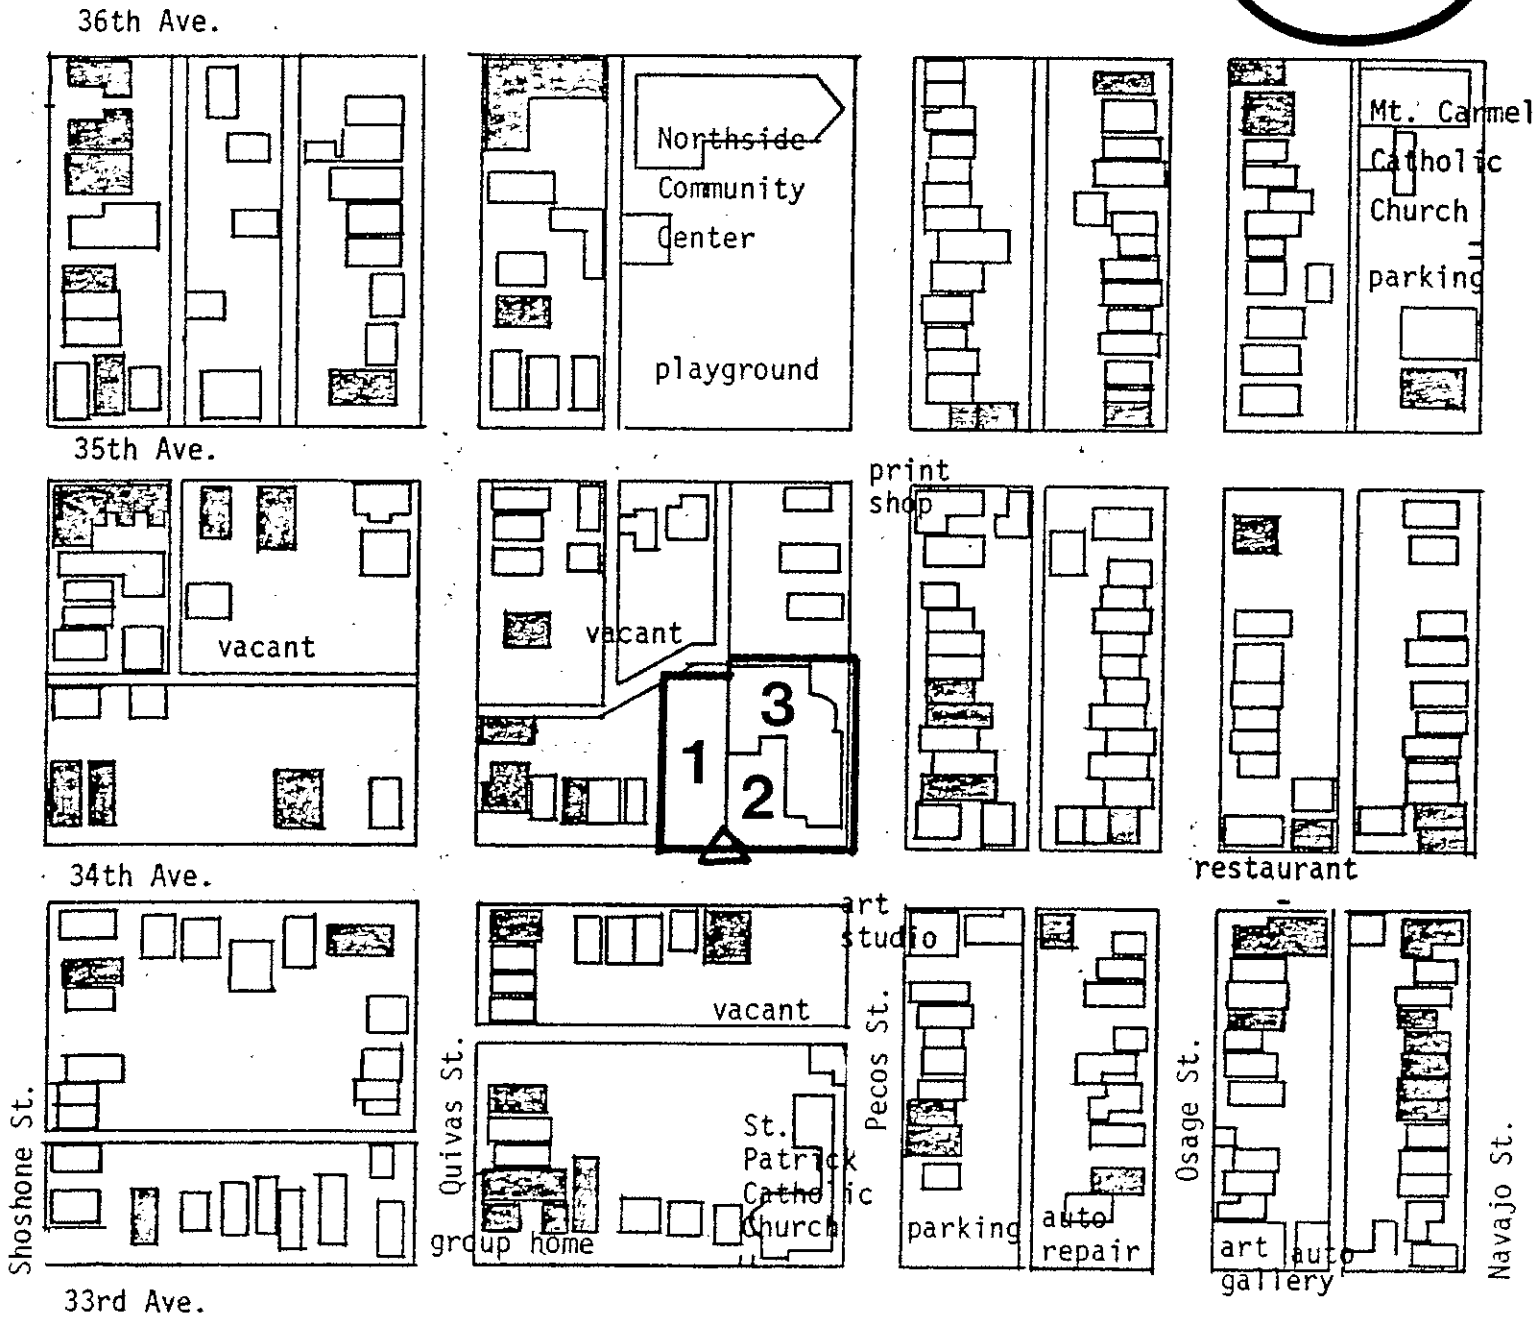 36th Ave.
Northside
Community
Center
playground
Mt. Carmel
Catholic
Church
parking
35th Ave.
print
shop
vacant
vacant
1
2
3
restaurant
34th Ave.
art
studio
vacant
Shoshone St.
Quivas St.
Pecos St.
Osage St.
Navajo St.
St.
Patrick
Catholic
Church
group home
parking
auto
repair
art auto
gallery
33rd Ave.